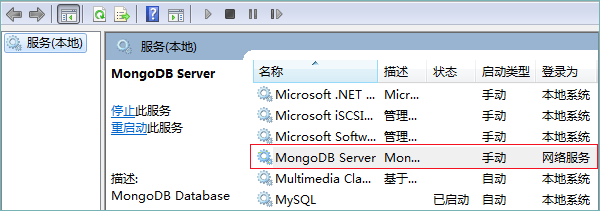 服务(本地)
服务(本地)
MongoDB Server
停止此服务
重启动此服务
描述:
MongoDB Database
名称 描述 状态 启动类型 登录为
Microsoft .NET ... Micr... 手动 本地系统
Microsoft iSCSI... 管理... 手动 本地系统
Microsoft Softw... 管理... 手动 本地系统
MongoDB Server Mon... 手动 网络服务
Multimedia Cla... 基于... 自动 本地系统
MySQL 已启动 自动 本地系统